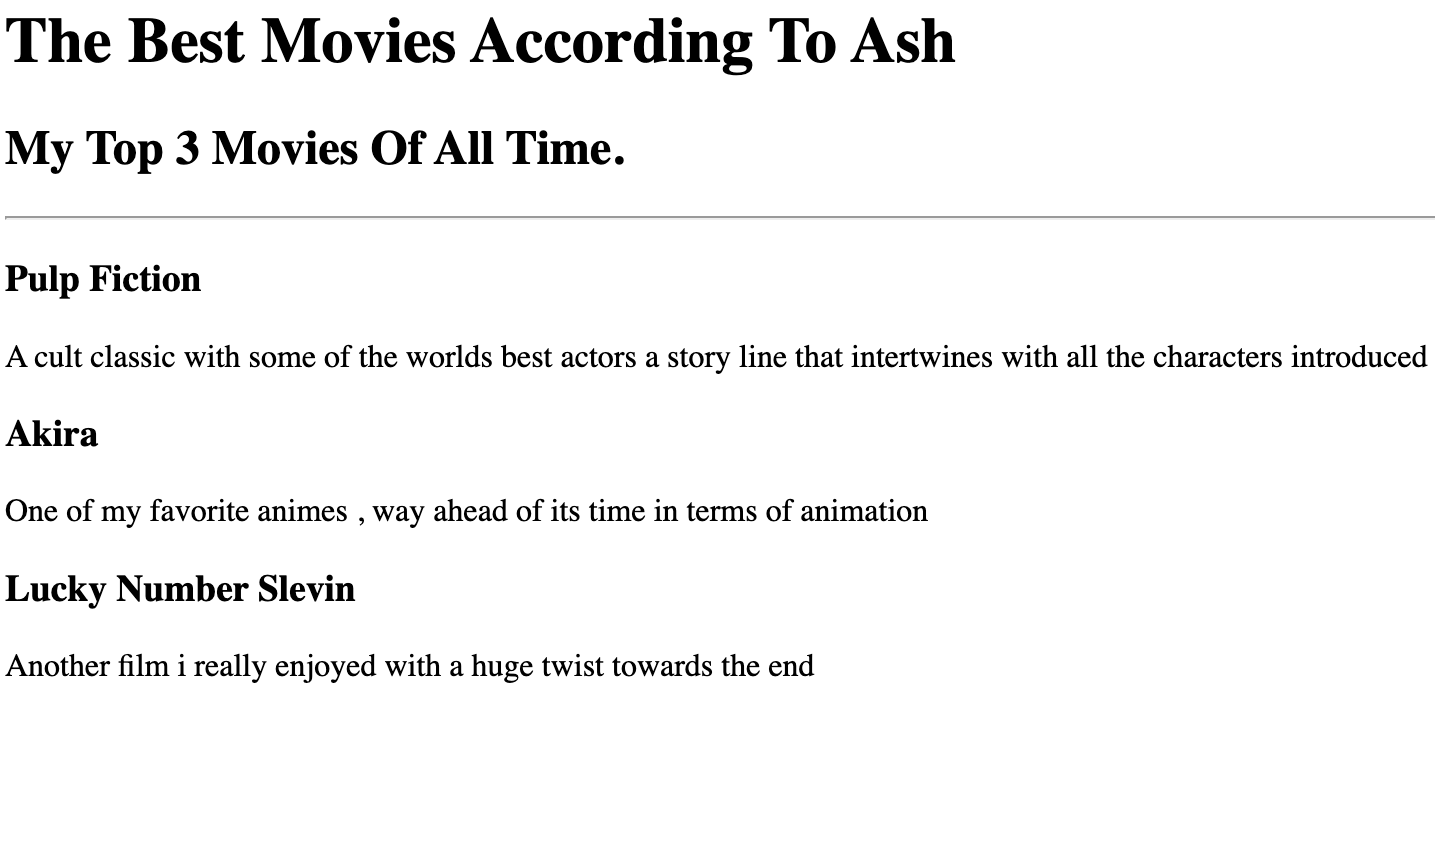 The Best Movies According To Ash
My Top 3 Movies Of All Time.
Pulp Fiction
A cult classic with some of the worlds best actors a story line that intertwines with all the characters introduced
Akira
One of my favorite animes , way ahead of its time in terms of animation
Lucky Number Slevin
Another film i really enjoyed with a huge twist towards the end